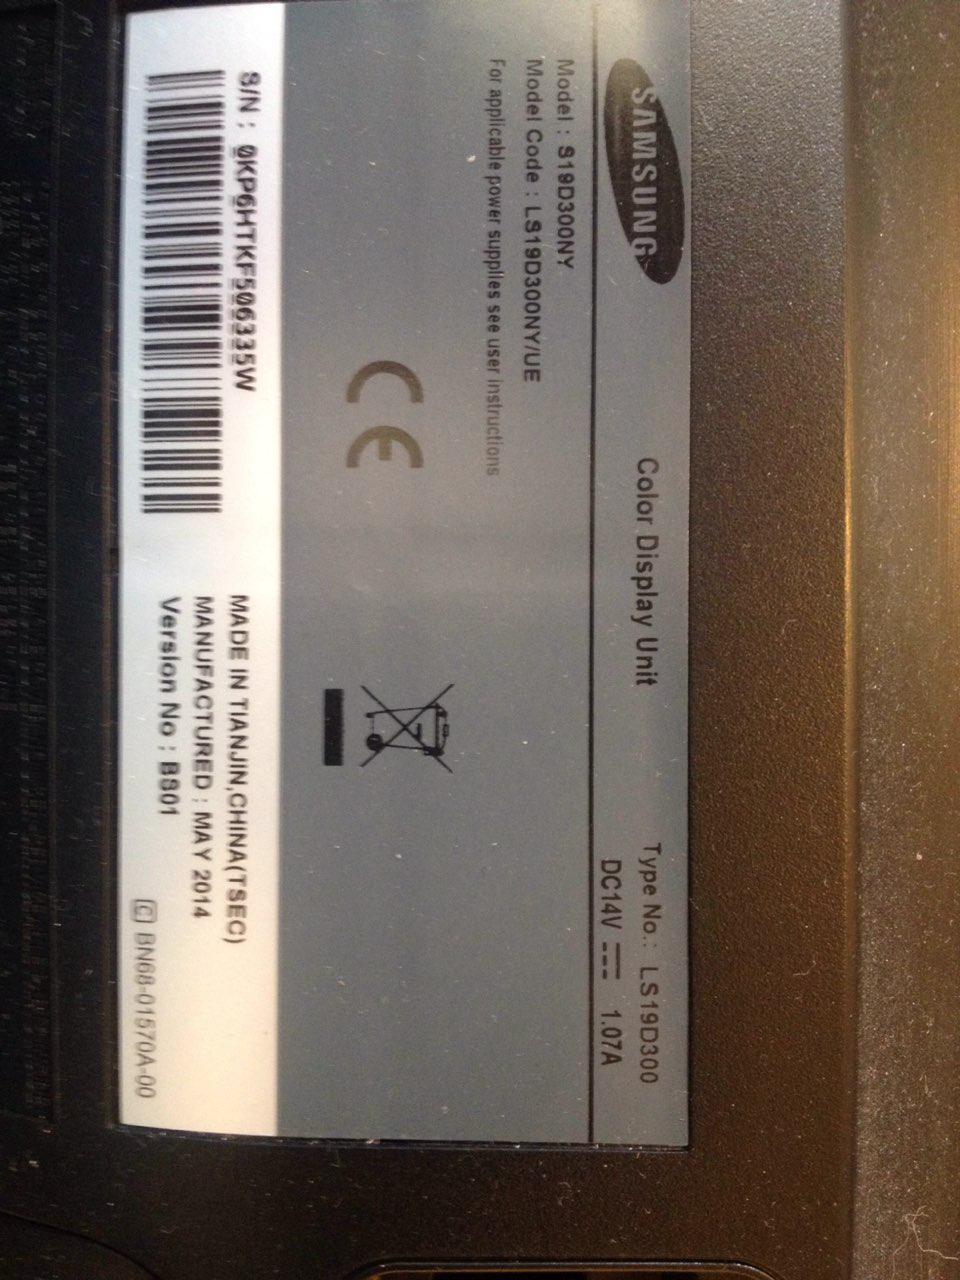 SAMSUNG
Color Display Unit
Type No.: LS19D300
DC14V 1.07A
Model : S19D300NY
Model Code : LS19D300NY/UE
For applicable power supplies see user instructions
CE
S/N : 0KP6HTKF506335W
MADE IN TIANJIN,CHINA(TSEC)
MANUFACTURED : MAY 2014
Version No : BS01
C BN68-01570A-00